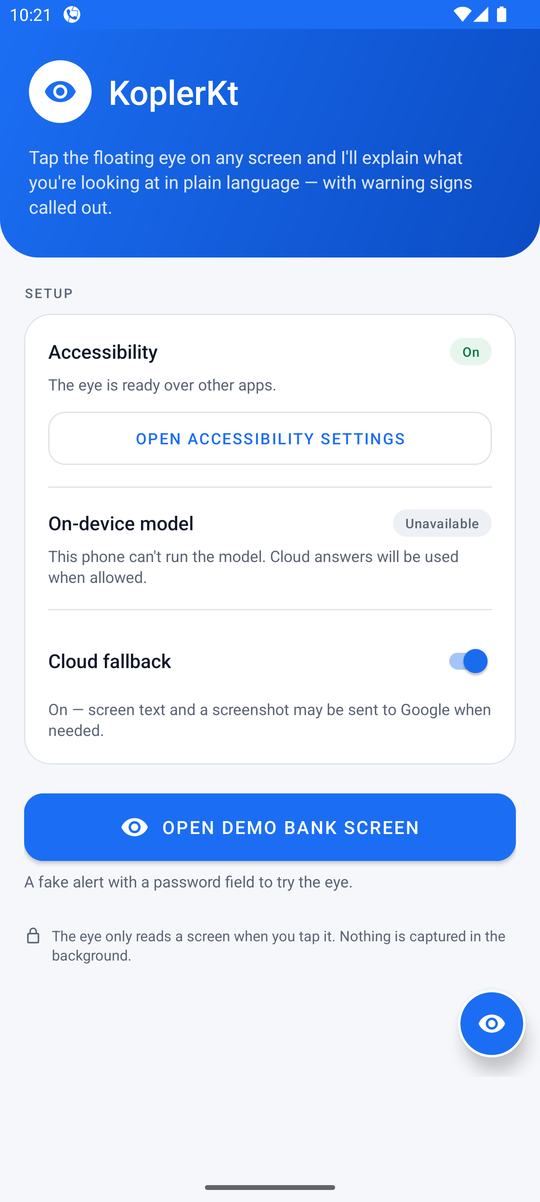 10:21
KoplerKt
Tap the floating eye on any screen and I'll explain what
you're looking at in plain language — with warning signs
called out.
SETUP
Accessibility
On
The eye is ready over other apps.
OPEN ACCESSIBILITY SETTINGS
On-device model
Unavailable
This phone can't run the model. Cloud answers will be used
when allowed.
Cloud fallback
On — screen text and a screenshot may be sent to Google when
needed.
OPEN DEMO BANK SCREEN
A fake alert with a password field to try the eye.
The eye only reads a screen when you tap it. Nothing is captured in the
background.